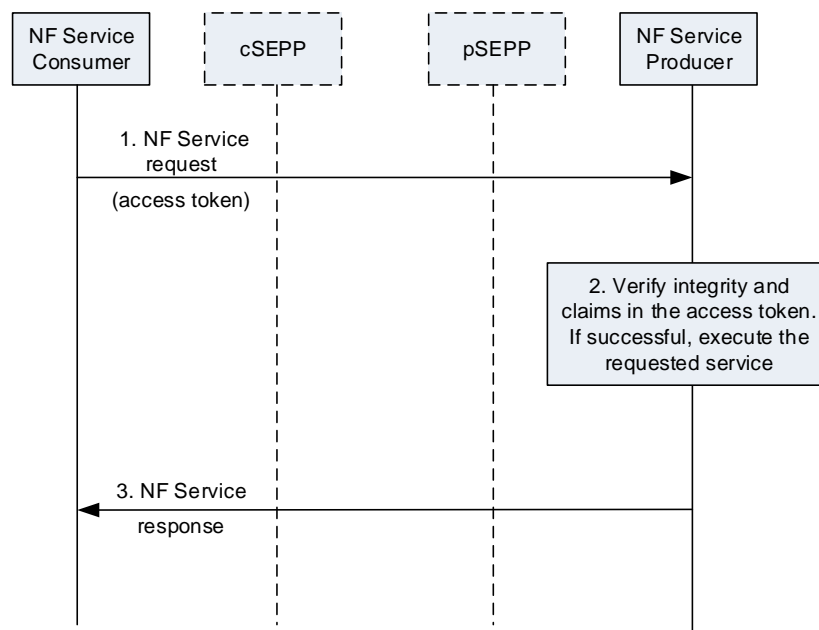 NF Service
Consumer
cSEPP
pSEPP
NF Service
Producer
1. NF Service
request
(access token)
2. Verify integrity and
claims in the access token.
If successful, execute the
requested service
3. NF Service
response